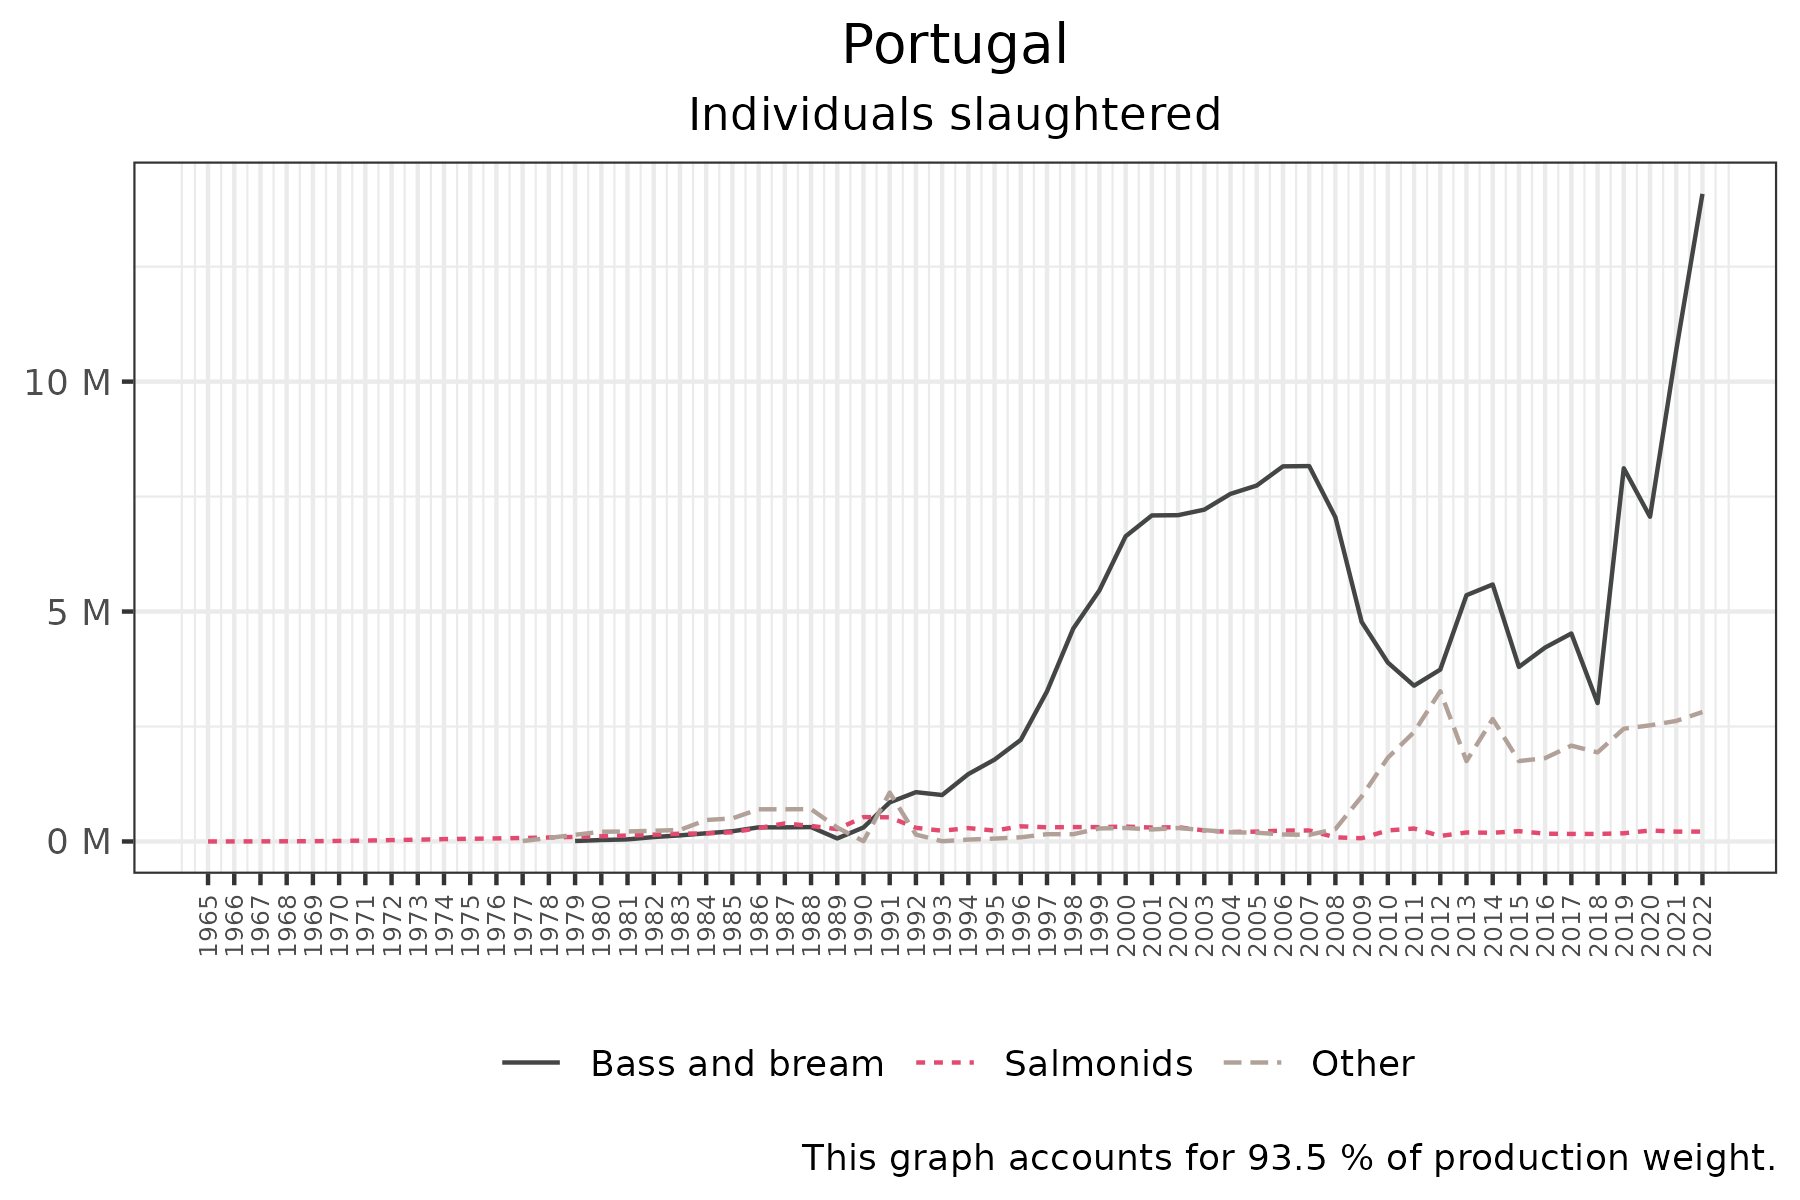 Portugal
Individuals slaughtered
10 M
5 M
0 M
1965 1966 1967 1968 1969 1970 1971 1972 1973 1974 1975 1976 1977 1978 1979 1980 1981 1982 1983 1984 1985 1986 1987 1988 1989 1990 1991 1992 1993 1994 1995 1996 1997 1998 1999 2000 2001 2002 2003 2004 2005 2006 2007 2008 2009 2010 2011 2012 2013 2014 2015 2016 2017 2018 2019 2020 2021 2022
Bass and bream Salmonids Other
This graph accounts for 93.5 % of production weight.